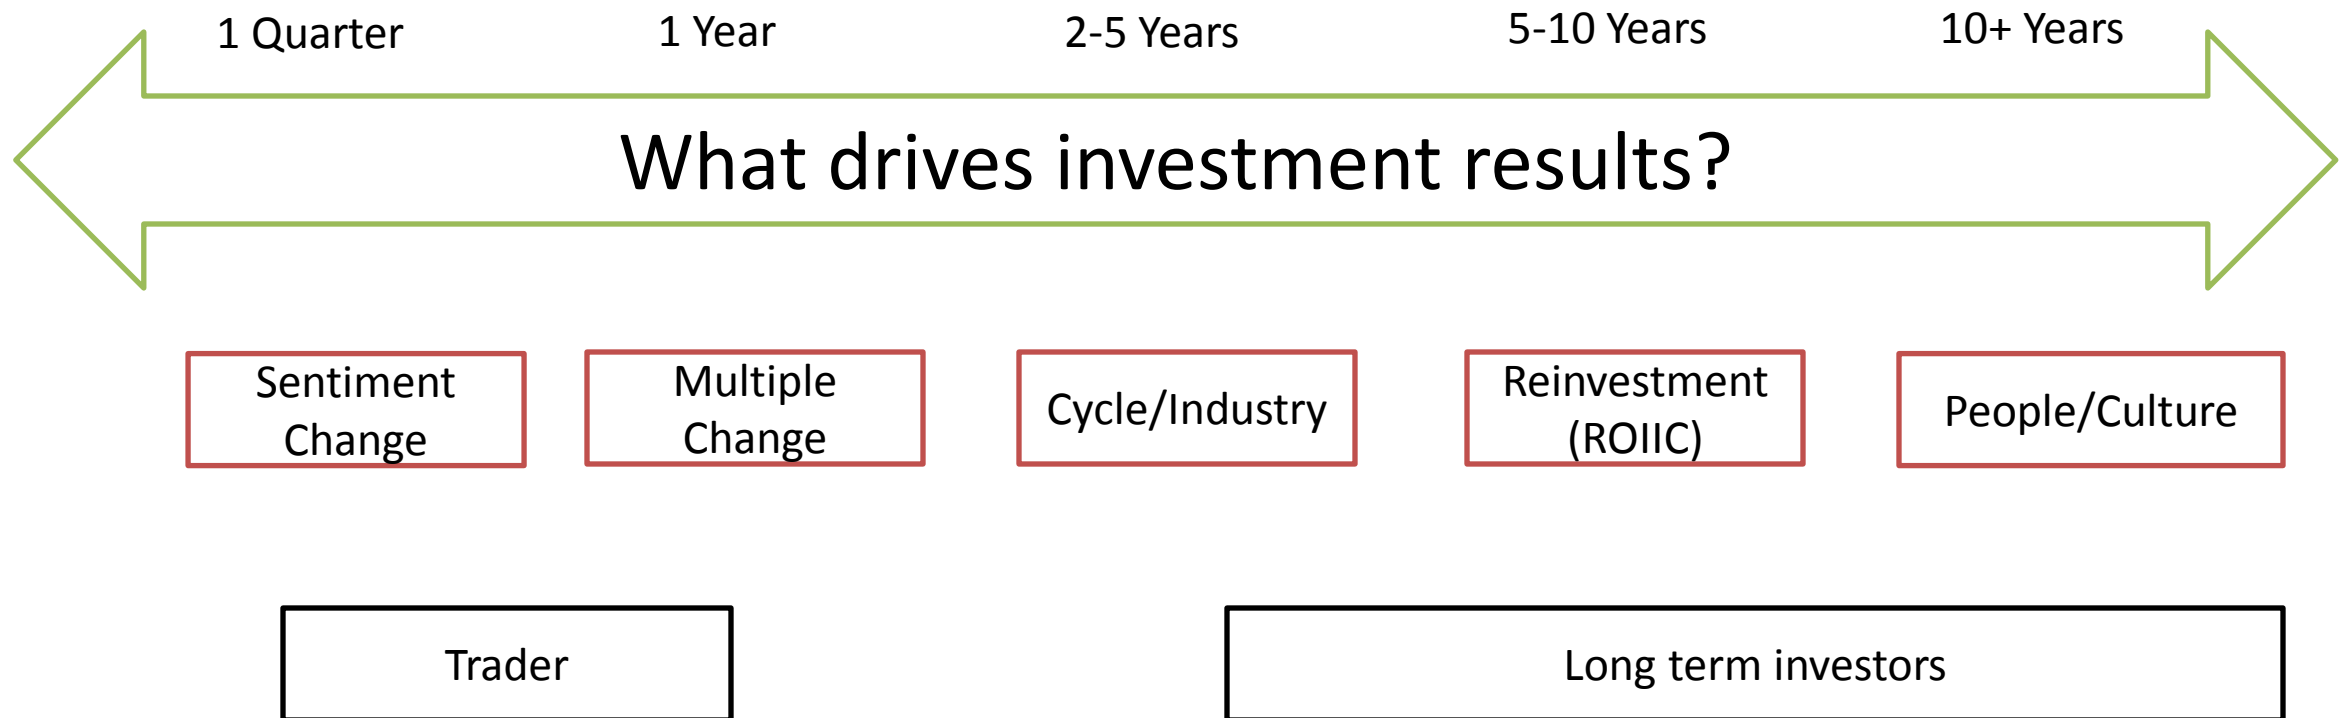 1 Quarter
1 Year
2-5 Years
5-10 Years
10+ Years
What drives investment results?
Sentiment
Change
Multiple
Change
Cycle/Industry
Reinvestment
(ROIIC)
People/Culture
Trader
Long term investors